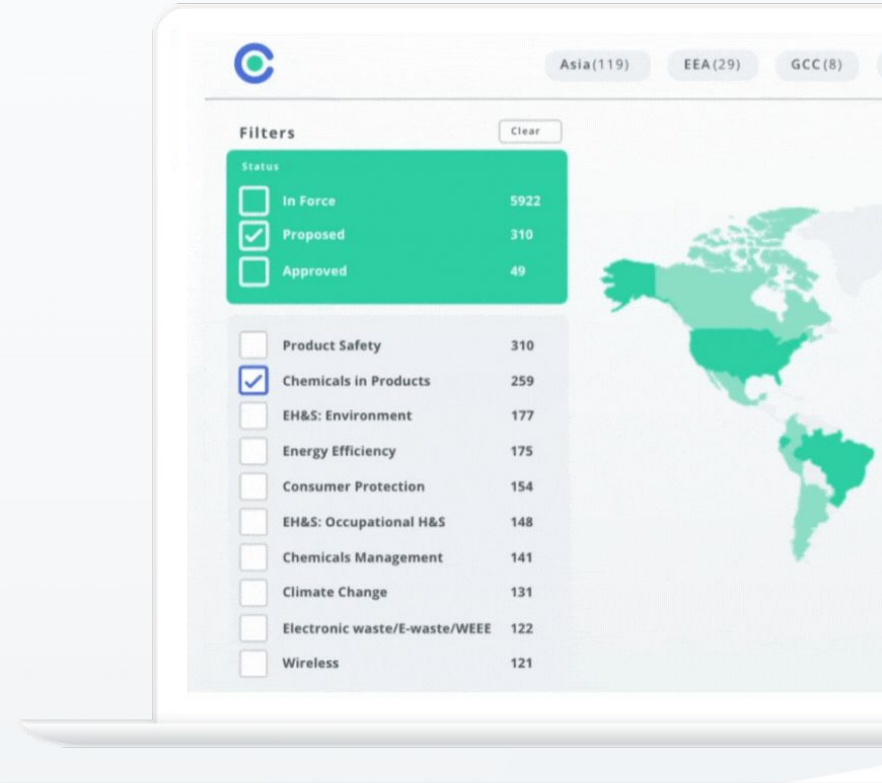 Asia(119) EEA(29) GCC(8)
Filters Clear
Status
In Force 5922
Proposed 310
Approved 49
Product Safety 310
Chemicals in Products 259
EH&S: Environment 177
Energy Efficiency 175
Consumer Protection 154
EH&S: Occupational H&S 148
Chemicals Management 141
Climate Change 131
Electronic waste/E-waste/WEEE 122
Wireless 121